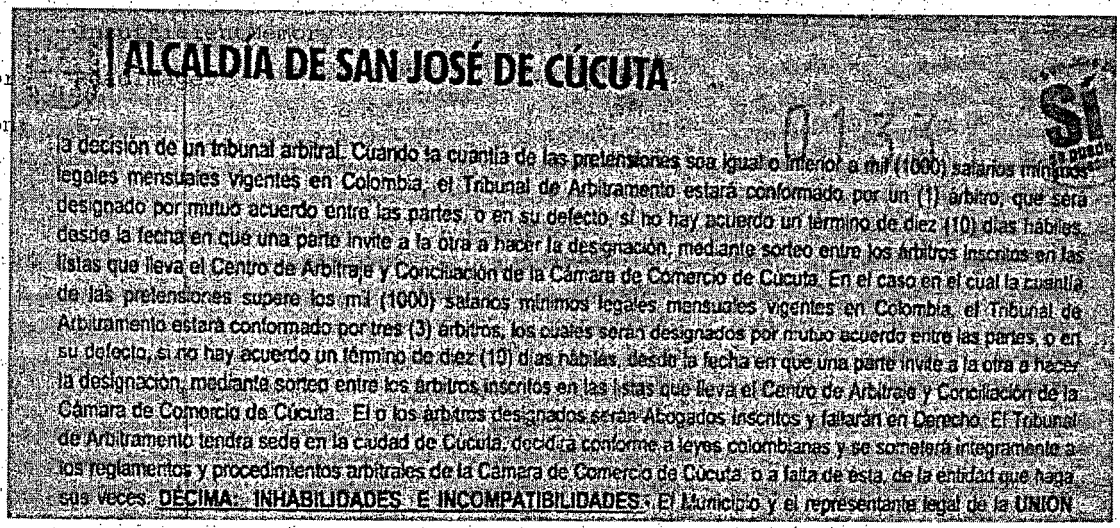 ALCALDÍA DE SAN JOSÉ DE CÚCUTA
Sí
la decisión de un tribunal arbitral. Cuando la cuantía de las pretensiones sea igual o inferior a mil (1000) salarios mínimos
legales mensuales vigentes en Colombia, el Tribunal de Arbitramento estará conformado por un (1) árbitro, que será
designado por mutuo acuerdo entre las partes, o en su defecto, si no hay acuerdo un término de diez (10) días hábiles,
desde la fecha en que una parte invite a la otra a hacer la designación, mediante sorteo entre los árbitros inscritos en las
listas que lleva el Centro de Arbitraje y Conciliación de la Cámara de Comercio de Cúcuta. En el caso en el cual la cuantía
de las pretensiones supere los mil (1000) salarios mínimos legales mensuales vigentes en Colombia, el Tribunal de
Arbitramento estará conformado por tres (3) árbitros, los cuales serán designados por mutuo acuerdo entre las partes, o en
su defecto, si no hay acuerdo un término de diez (10) días hábiles, desde la fecha en que una parte invite a la otra a hacer
la designación, mediante sorteo entre los árbitros inscritos en las listas que lleva el Centro de Arbitraje y Conciliación de la
Cámara de Comercio de Cúcuta. El o los árbitros designados serán Abogados inscritos y fallarán en Derecho. El Tribunal
de Arbitramento tendrá sede en la ciudad de Cúcuta, decidirá conforme a leyes colombianas y se someterá íntegramente a
los reglamentos y procedimientos arbitrales de la Cámara de Comercio de Cúcuta, o a falta de esta, de la entidad que haga
sus veces. DÉCIMA: INHABILIDADES E INCOMPATIBILIDADES.- El Municipio y el representante legal de la UNION